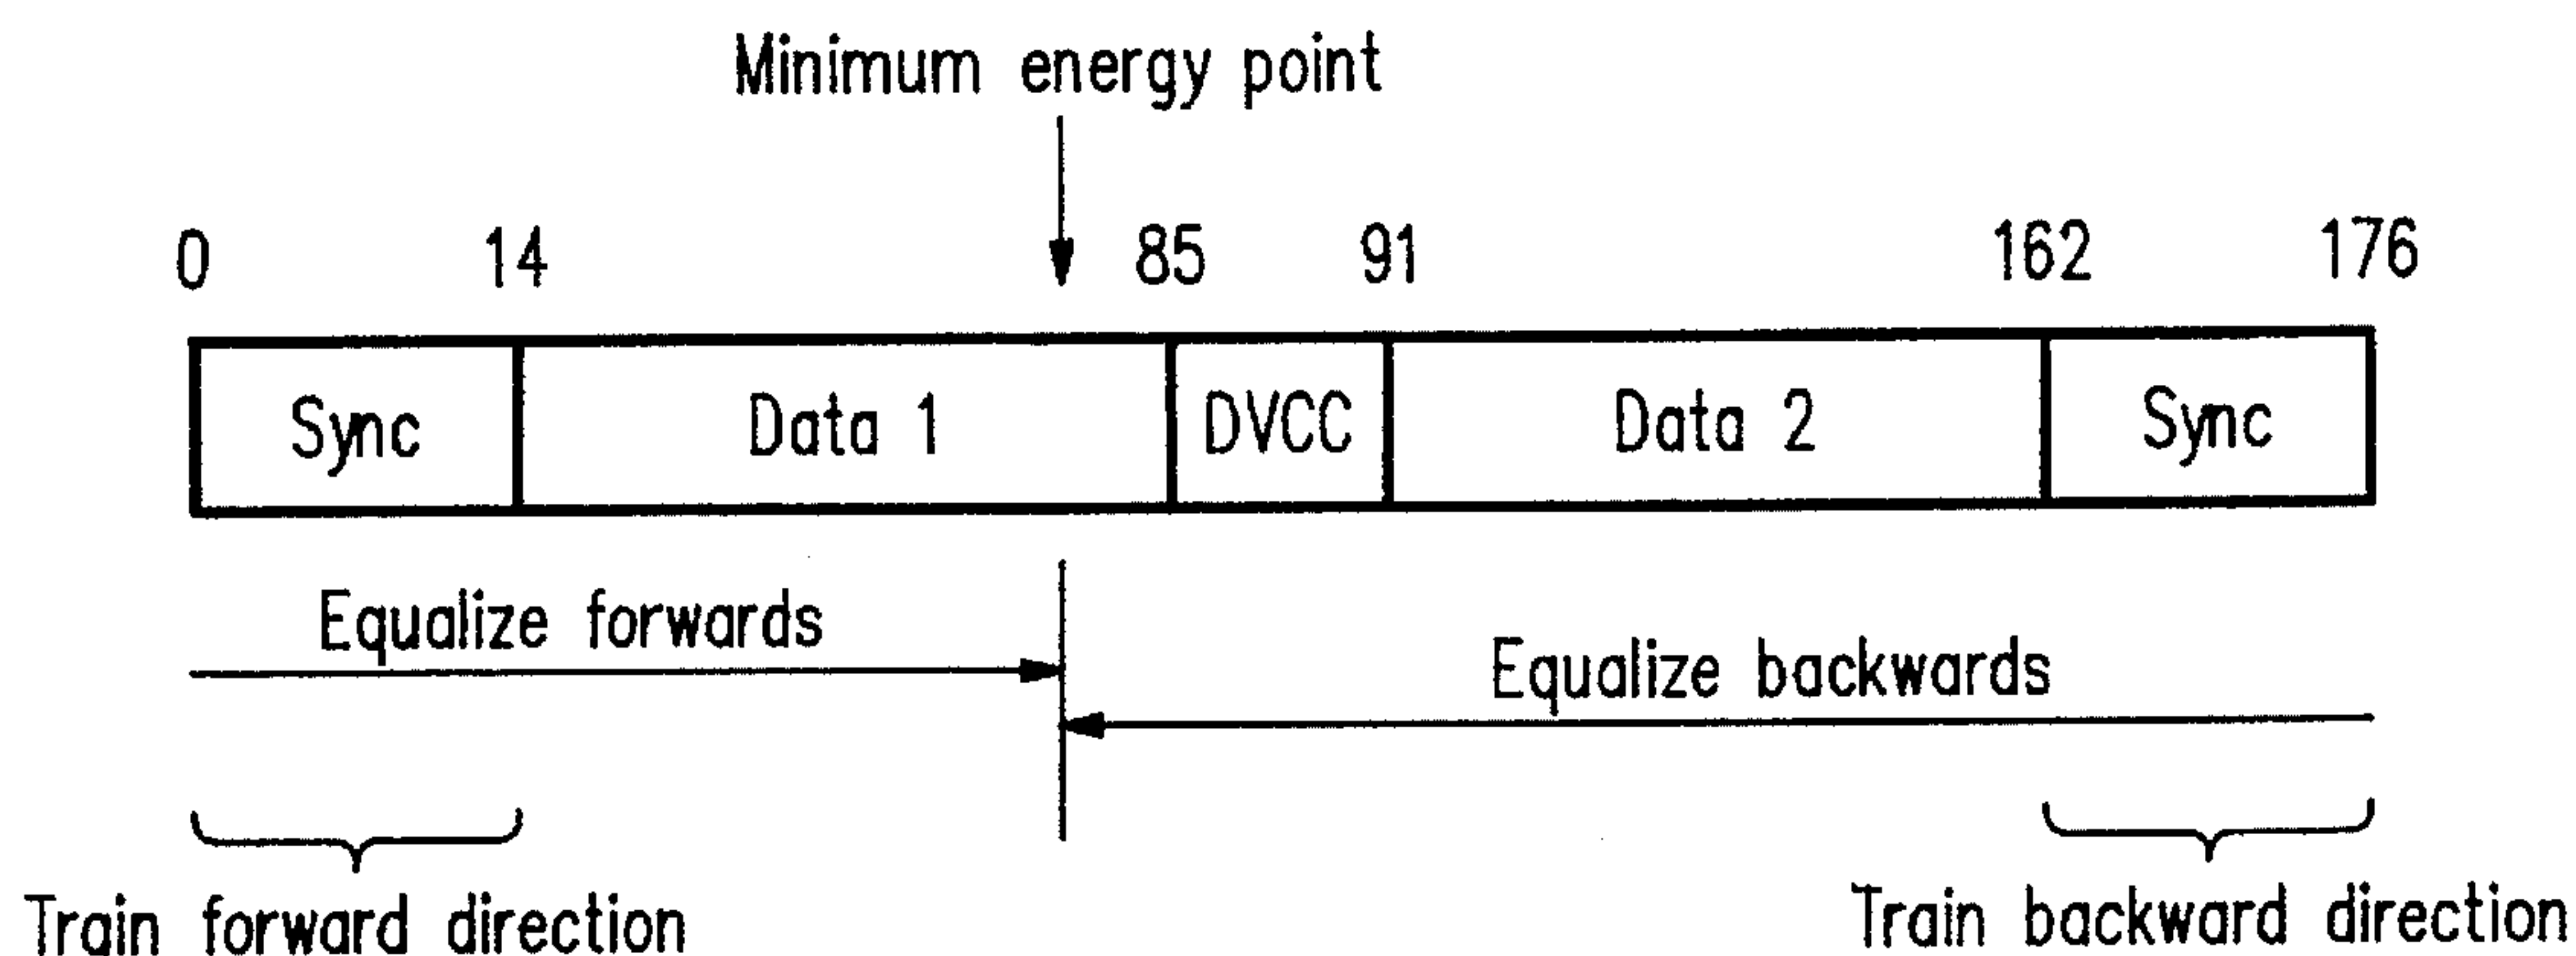 Minimum energy point
0 14 85 91 162 176
Sync Data 1 DVCC Data 2 Sync
Equalize forwards
Equalize backwards
Train forward direction
Train backward direction